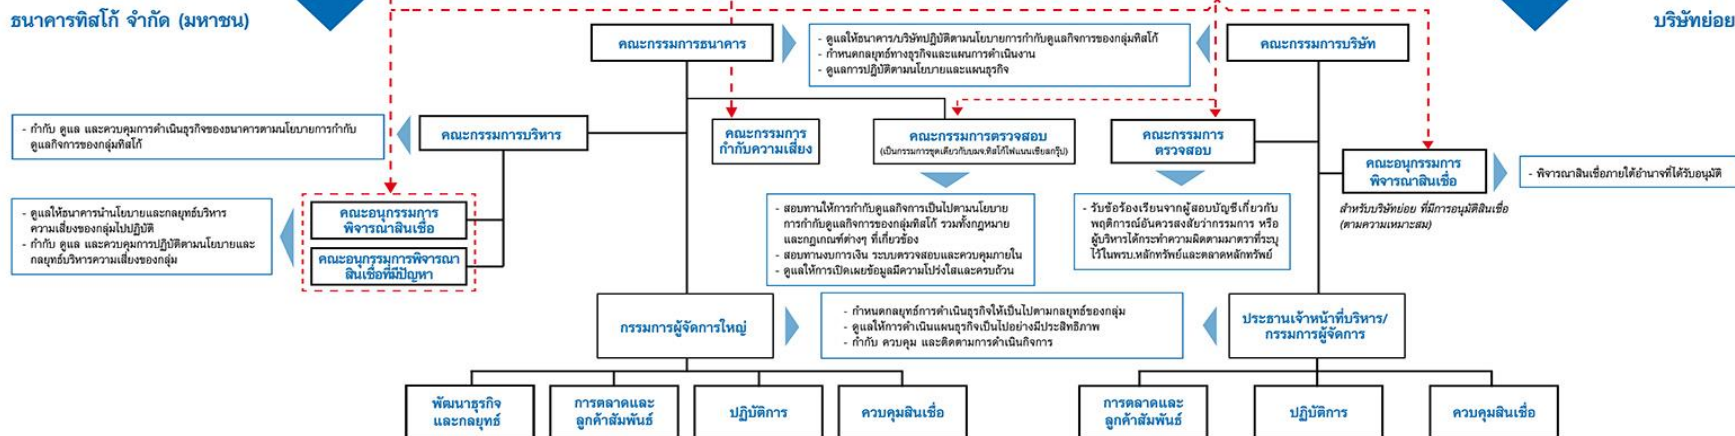 ธนาคารทิสโก้ จำกัด (มหาชน)
บริษัทย่อย
คณะกรรมการธนาคาร
- ดูแลให้ธนาคาร/บริษัทปฏิบัติตามนโยบายการกำกับดูแลกิจการของกลุ่มทิสโก้
- กำหนดกลยุทธ์ทางธุรกิจและแผนการดำเนินงาน
- ดูแลการปฏิบัติตามนโยบายและแผนธุรกิจ
คณะกรรมการบริษัท
- กำกับ ดูแล และควบคุมการดำเนินธุรกิจของธนาคารตามนโยบายการกำกับ
ดูแลกิจการของกลุ่มทิสโก้
คณะกรรมการบริหาร
คณะกรรมการ
กำกับความเสี่ยง
คณะกรรมการตรวจสอบ
(เป็นกรรมการชุดเดียวกับบมจ.ทิสโก้ไฟแนนเชียลกรุ๊ป)
คณะกรรมการ
ตรวจสอบ
คณะอนุกรรมการ
พิจารณาสินเชื่อ
- พิจารณาสินเชื่อภายใต้อำนาจที่ได้รับอนุมัติ
สำหรับบริษัทย่อย ที่มีการอนุมัติสินเชื่อ
(ตามความเหมาะสม)
- ดูแลให้ธนาคารนำนโยบายและกลยุทธ์บริหาร
ความเสี่ยงของกลุ่มไปปฏิบัติ
- กำกับ ดูแล และควบคุมการปฏิบัติตามนโยบายและ
กลยุทธ์บริหารความเสี่ยงของกลุ่ม
คณะอนุกรรมการ
พิจารณาสินเชื่อ
คณะอนุกรรมการพิจารณา
สินเชื่อที่มีปัญหา
- สอบทานให้การกำกับดูแลกิจการเป็นไปตามนโยบาย
การกำกับดูแลกิจการของกลุ่มทิสโก้ รวมทั้งกฎหมาย
และกฎเกณฑ์ต่างๆ ที่เกี่ยวข้อง
- สอบทานงบการเงิน ระบบตรวจสอบและควบคุมภายใน
- ดูแลให้การเปิดเผยข้อมูลมีความโปร่งใสและครบถ้วน
- รับข้อร้องเรียนจากผู้สอบบัญชีเกี่ยวกับ
พฤติการณ์อันควรสงสัยว่ากรรมการ หรือ
ผู้บริหารได้กระทำความผิดตามมาตราที่ระบุ
ไว้ในพรบ.หลักทรัพย์และตลาดหลักทรัพย์
กรรมการผู้จัดการใหญ่
- กำหนดกลยุทธ์การดำเนินธุรกิจให้เป็นไปตามกลยุทธ์ของกลุ่ม
- ดูแลให้การดำเนินแผนธุรกิจเป็นไปอย่างมีประสิทธิภาพ
- กำกับ ควบคุม และติดตามการดำเนินกิจการ
ประธานเจ้าหน้าที่บริหาร/
กรรมการผู้จัดการ
พัฒนาธุรกิจ
และกลยุทธ์
การตลาดและ
ลูกค้าสัมพันธ์
ปฏิบัติการ
ควบคุมสินเชื่อ
การตลาดและ
ลูกค้าสัมพันธ์
ปฏิบัติการ
ควบคุมสินเชื่อ